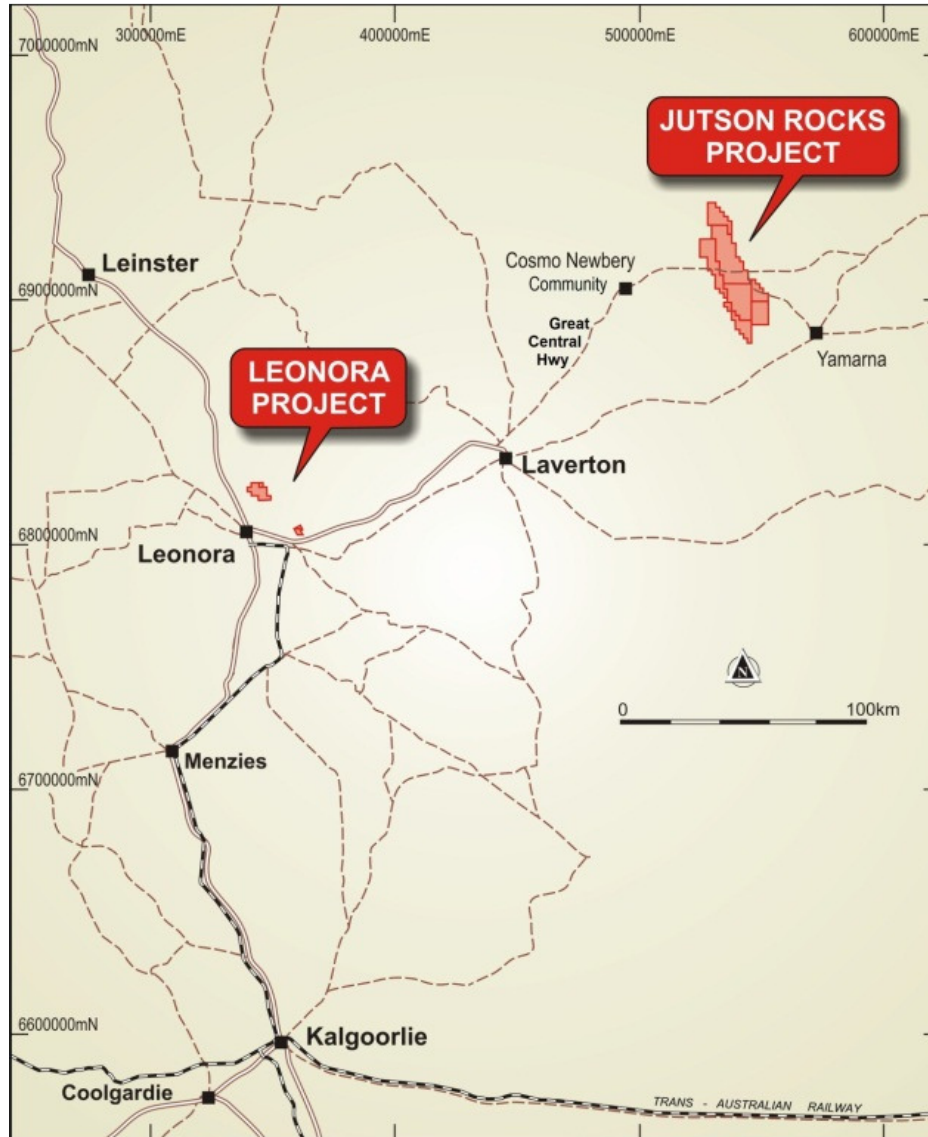 300000mE
400000mE
500000mE
600000mE
7000000mN
JUTSON ROCKS
PROJECT
Leinster
Cosmo Newbery
Community
6900000mN
Great
Central
Hwy
Yamarna
LEONORA
PROJECT
Laverton
6800000mN
Leonora
N
0
100km
Menzies
6700000mN
6600000mN
Kalgoorlie
Coolgardie
TRANS - AUSTRALIAN RAILWAY